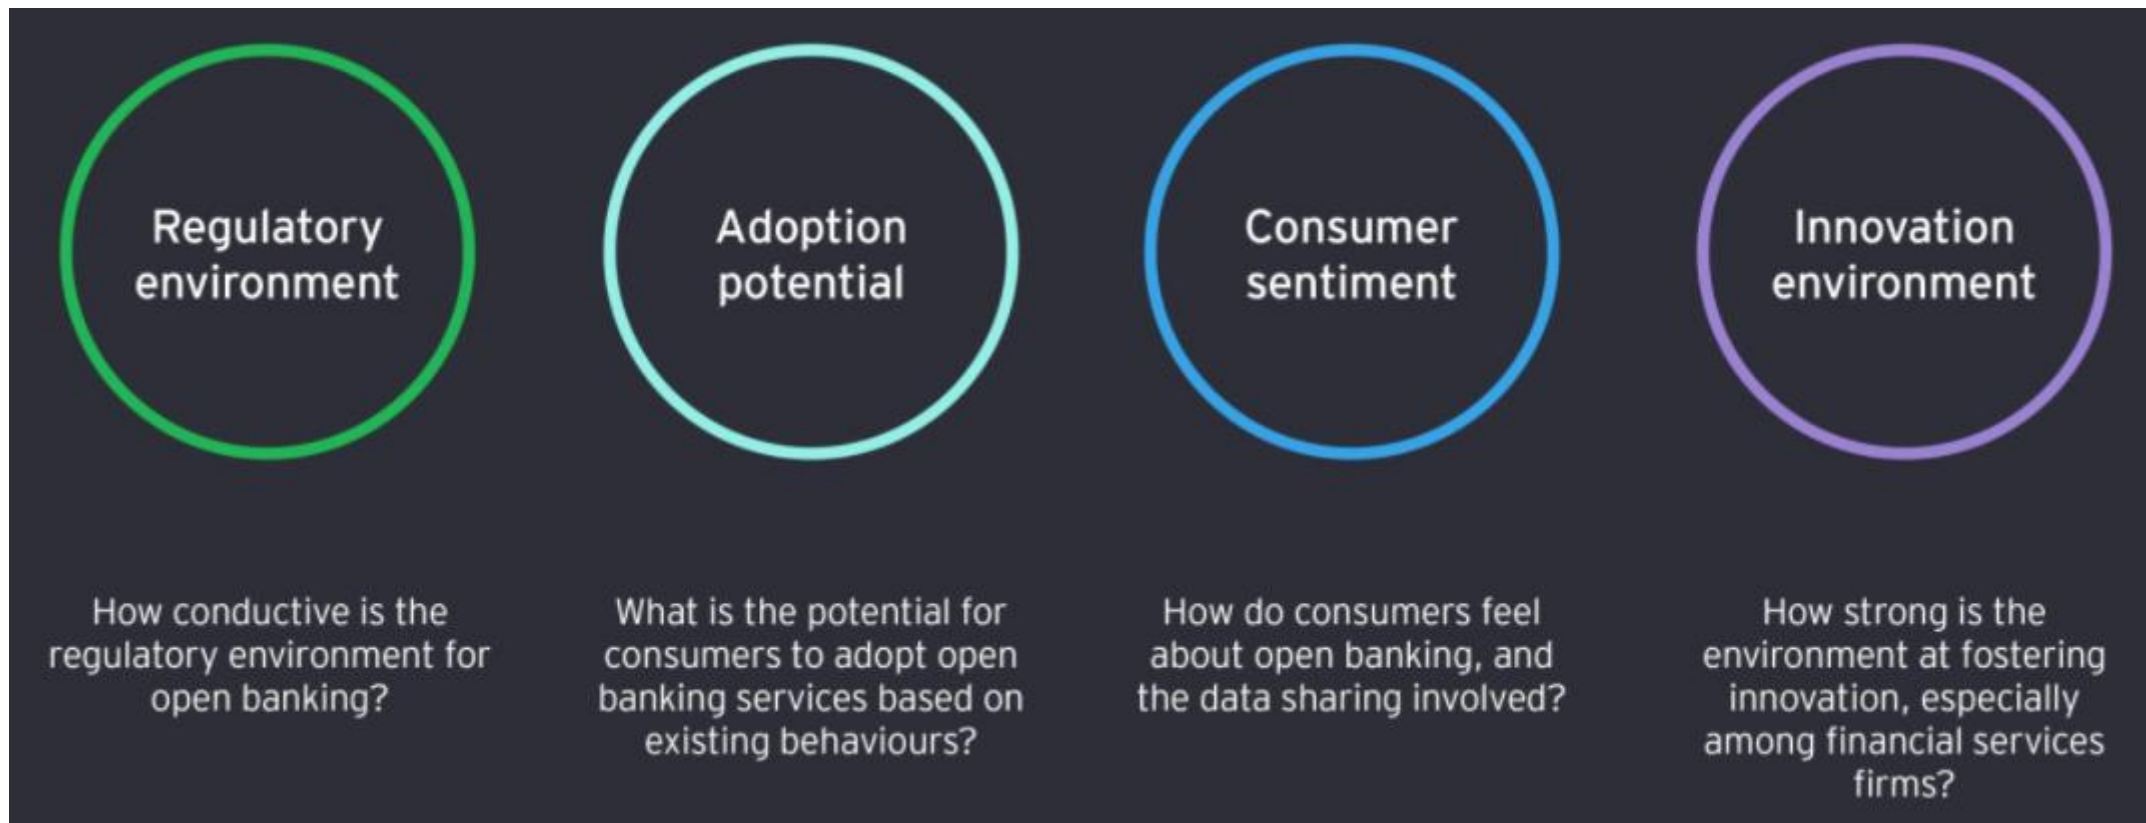 Regulatory
environment
Adoption
potential
Consumer
sentiment
Innovation
environment
How conductive is the
regulatory environment for
open banking?
What is the potential for
consumers to adopt open
banking services based on
existing behaviours?
How do consumers feel
about open banking, and
the data sharing involved?
How strong is the
environment at fostering
innovation, especially
among financial services
firms?